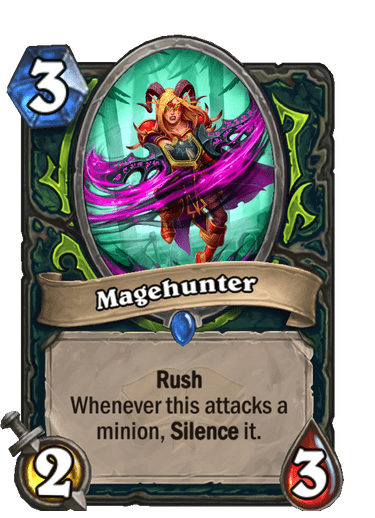 3
Magehunter
Rush
Whenever this attacks a
minion, Silence it.
2
3